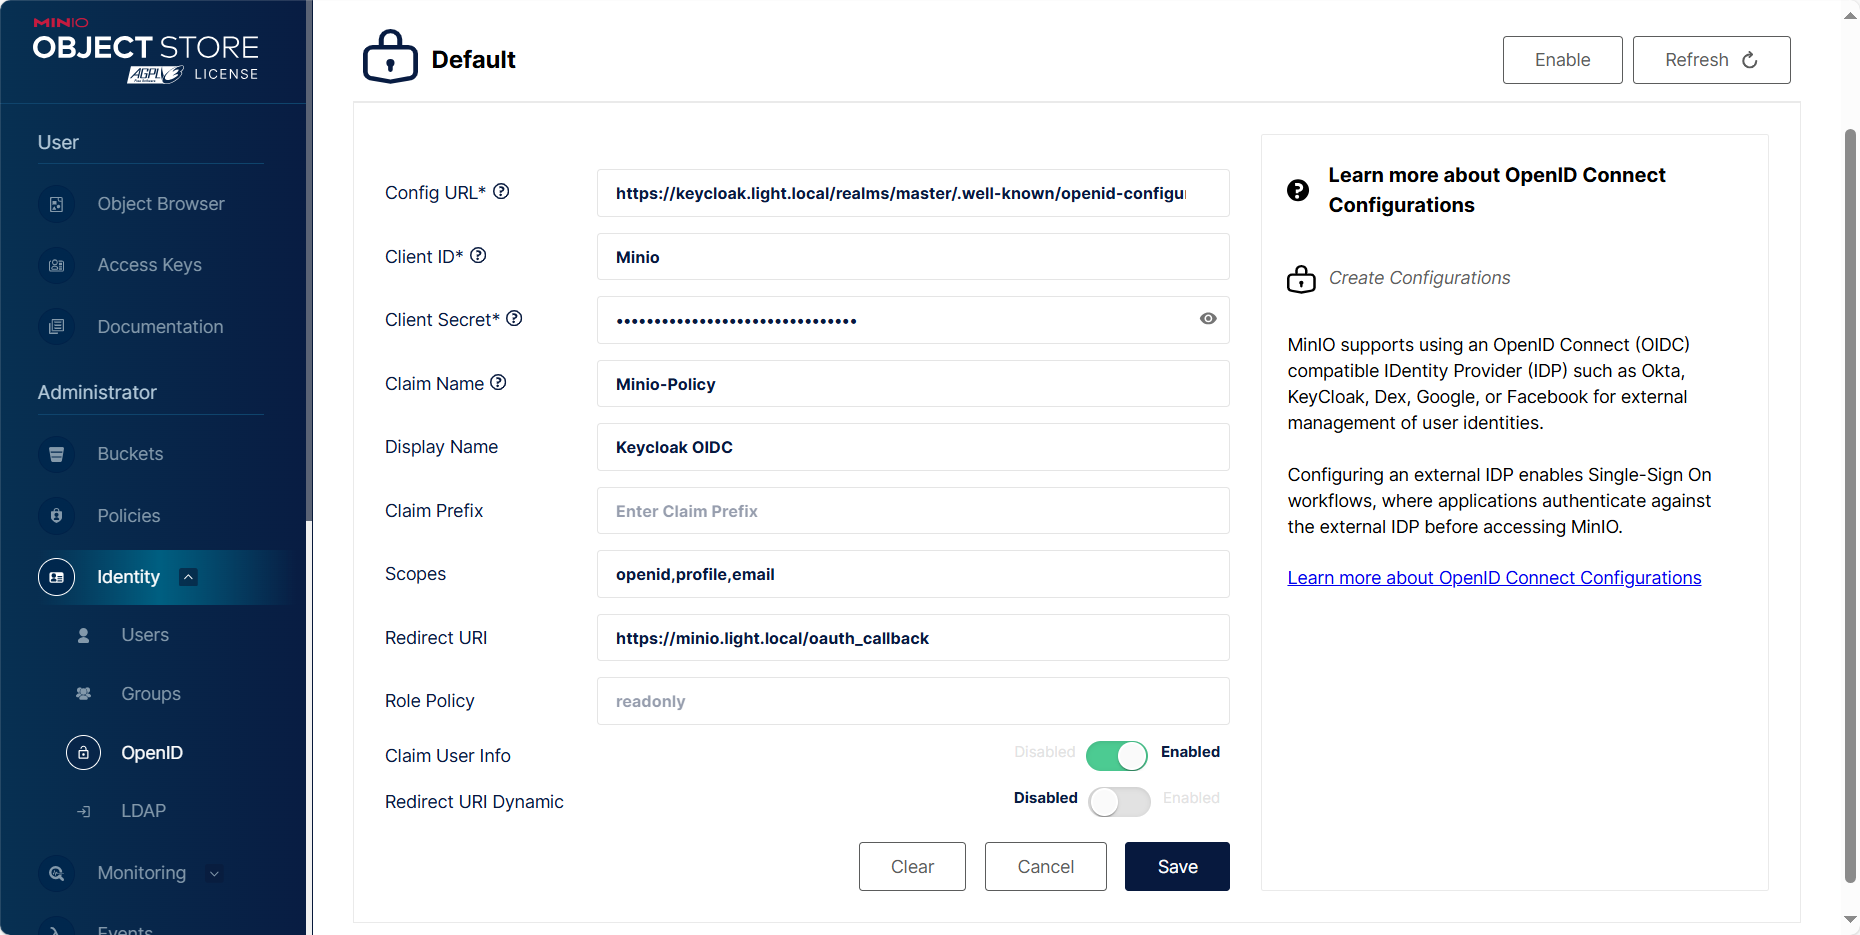 MINIO
OBJECT STORE
AGPLv3 LICENSE
User
Object Browser
Access Keys
Documentation
Administrator
Buckets
Policies
Identity
Users
Groups
OpenID
LDAP
Monitoring
Events
Default
Enable
Refresh
Config URL*
https://keycloak.light.local/realms/master/.well-known/openid-configu
Client ID*
Minio
Client Secret*
••••••••••••••••••••••••••••••••
Claim Name
Minio-Policy
Display Name
Keycloak OIDC
Claim Prefix
Enter Claim Prefix
Scopes
openid,profile,email
Redirect URI
https://minio.light.local/oauth_callback
Role Policy
readonly
Claim User Info
Disabled Enabled
Redirect URI Dynamic
Disabled Enabled
Clear
Cancel
Save
Learn more about OpenID Connect
Configurations
Create Configurations
MinIO supports using an OpenID Connect (OIDC)
compatible IDentity Provider (IDP) such as Okta,
KeyCloak, Dex, Google, or Facebook for external
management of user identities.
Configuring an external IDP enables Single-Sign On
workflows, where applications authenticate against
the external IDP before accessing MinIO.
Learn more about OpenID Connect Configurations